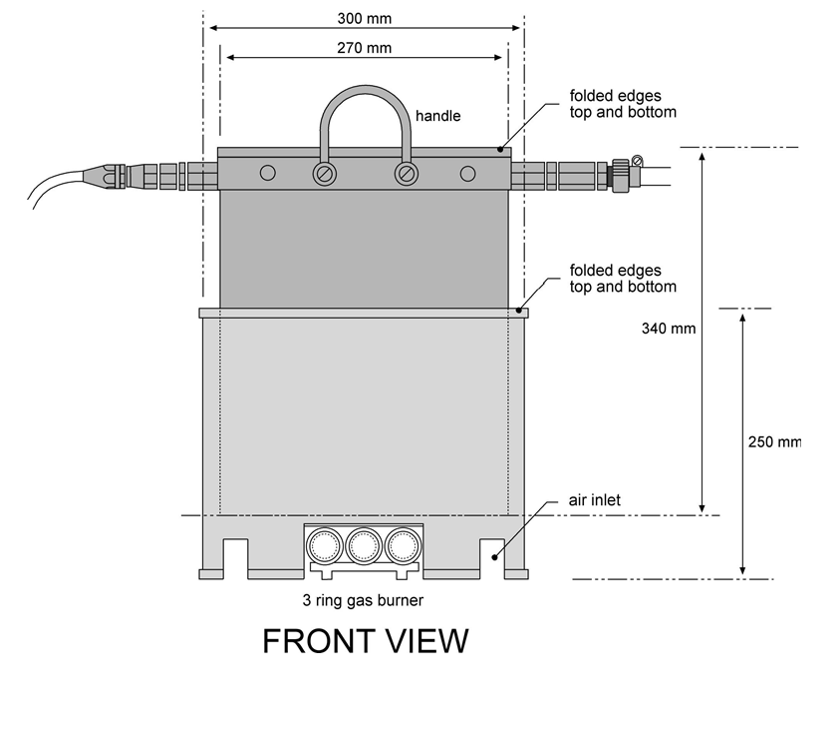 300 mm
270 mm
folded edges
top and bottom
handle
folded edges
top and bottom
340 mm
250 mm
air inlet
3 ring gas burner
FRONT VIEW